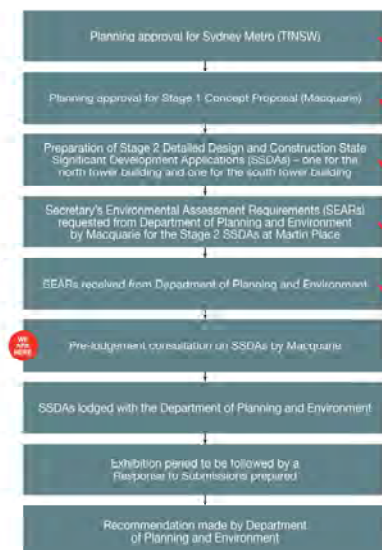 Planning approval for Sydney Metro (TfNSW)
Planning approval for Stage 1 Concept Proposal (Macquarie)
Preparation of Stage 2 Detailed Design and Construction State
Significant Development Applications (SSDAs) – one for the
north tower building and one for the south tower building
Secretary's Environmental Assessment Requirements (SEARs)
requested from Department of Planning and Environment
by Macquarie for the Stage 2 SSDAs at Martin Place
SEARs received from Department of Planning and Environment
WE
ARE
HERE
Pre-lodgement consultation on SSDAs by Macquarie
SSDAs lodged with the Department of Planning and Environment
Exhibition period to be followed by a
Response to Submissions prepared
Recommendation made by Department
of Planning and Environment